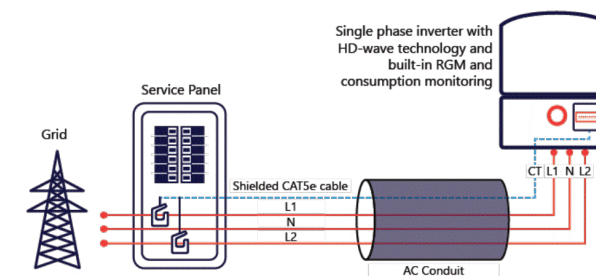 Single phase inverter with
HD-wave technology and
built-in RGM and
consumption monitoring
Service Panel
Grid
CT L1 N L2
Shielded CAT5e cable
L1
N
L2
AC Conduit